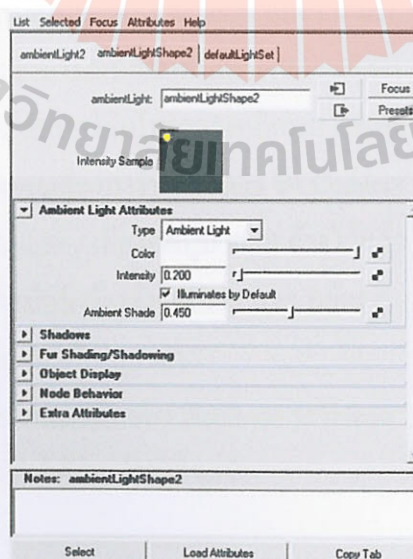 List Selected Focus Attributes Help
ambientLight2 ambientLightShape2 defaultLightSet
ambientLight: ambientLightShape2 Focus
Presets
Intensity Sample
Ambient Light Attributes
Type Ambient Light
Color
Intensity 0.200
Illuminates by Default
Ambient Shade 0.450
Shadows
Fur Shading/Shadowing
Object Display
Node Behavior
Extra Attributes
Notes: ambientLightShape2
Select Load Attributes Copy Tab